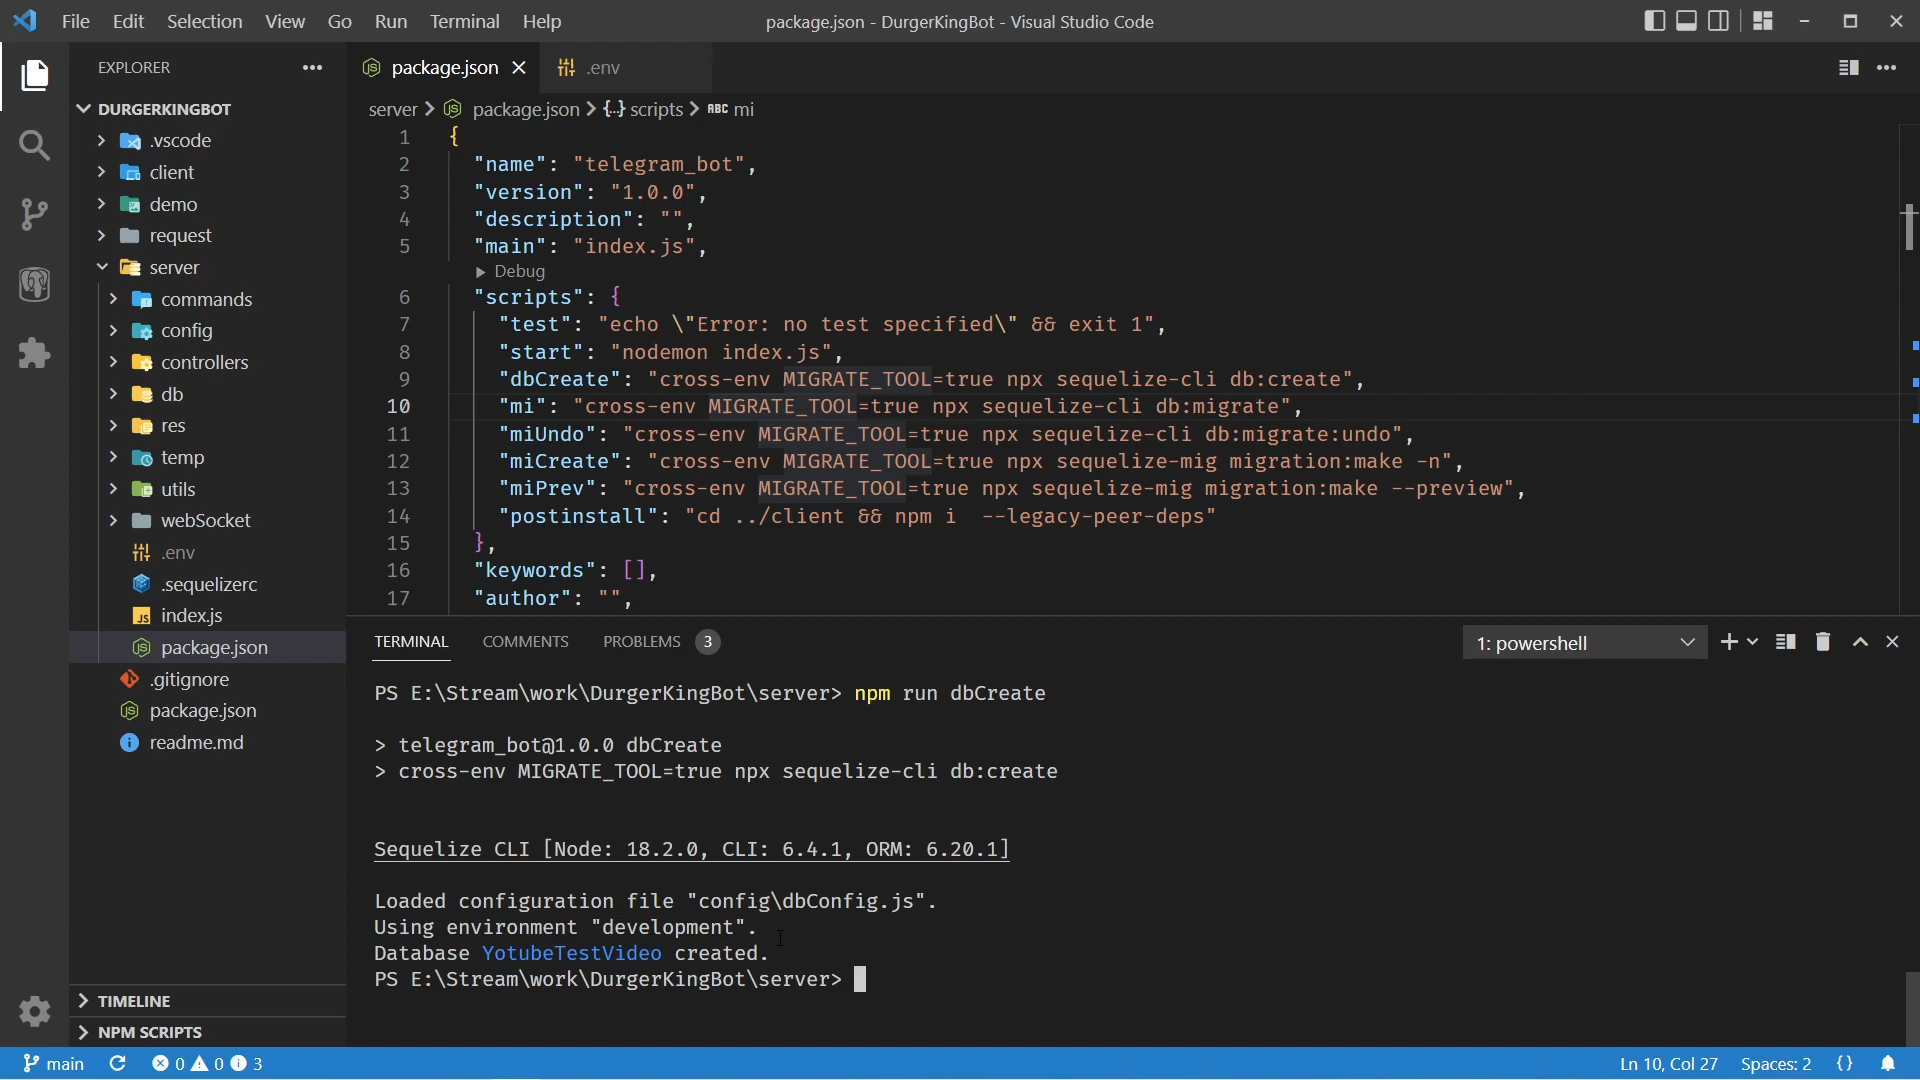 File Edit Selection View Go Run Terminal Help
package.json - DurgerKingBot - Visual Studio Code
EXPLORER
DURGERKINGBOT
.vscode
client
demo
request
server
commands
config
controllers
db
res
temp
utils
webSocket
.env
.sequelizerc
index.js
package.json
.gitignore
package.json
readme.md
TIMELINE
NPM SCRIPTS
package.json
.env
server > package.json > {..} scripts > ABC mi
1 {
2 "name": "telegram_bot",
3 "version": "1.0.0",
4 "description": "",
5 "main": "index.js",
Debug
6 "scripts": {
7 "test": "echo \"Error: no test specified\" && exit 1",
8 "start": "nodemon index.js",
9 "dbCreate": "cross-env MIGRATE_TOOL=true npx sequelize-cli db:create",
10 "mi": "cross-env MIGRATE_TOOL=true npx sequelize-cli db:migrate",
11 "miUndo": "cross-env MIGRATE_TOOL=true npx sequelize-cli db:migrate:undo",
12 "miCreate": "cross-env MIGRATE_TOOL=true npx sequelize-mig migration:make -n",
13 "miPrev": "cross-env MIGRATE_TOOL=true npx sequelize-mig migration:make --preview",
14 "postinstall": "cd ../client && npm i  --legacy-peer-deps"
15 },
16 "keywords": [],
17 "author": "",
TERMINAL COMMENTS PROBLEMS 3
1: powershell
PS E:\Stream\work\DurgerKingBot\server> npm run dbCreate
> telegram_bot@1.0.0 dbCreate
> cross-env MIGRATE_TOOL=true npx sequelize-cli db:create
Sequelize CLI [Node: 18.2.0, CLI: 6.4.1, ORM: 6.20.1]
Loaded configuration file "config\dbConfig.js".
Using environment "development".
Database YotubeTestVideo created.
PS E:\Stream\work\DurgerKingBot\server>
main 0 0 3
Ln 10, Col 27 Spaces: 2 {}